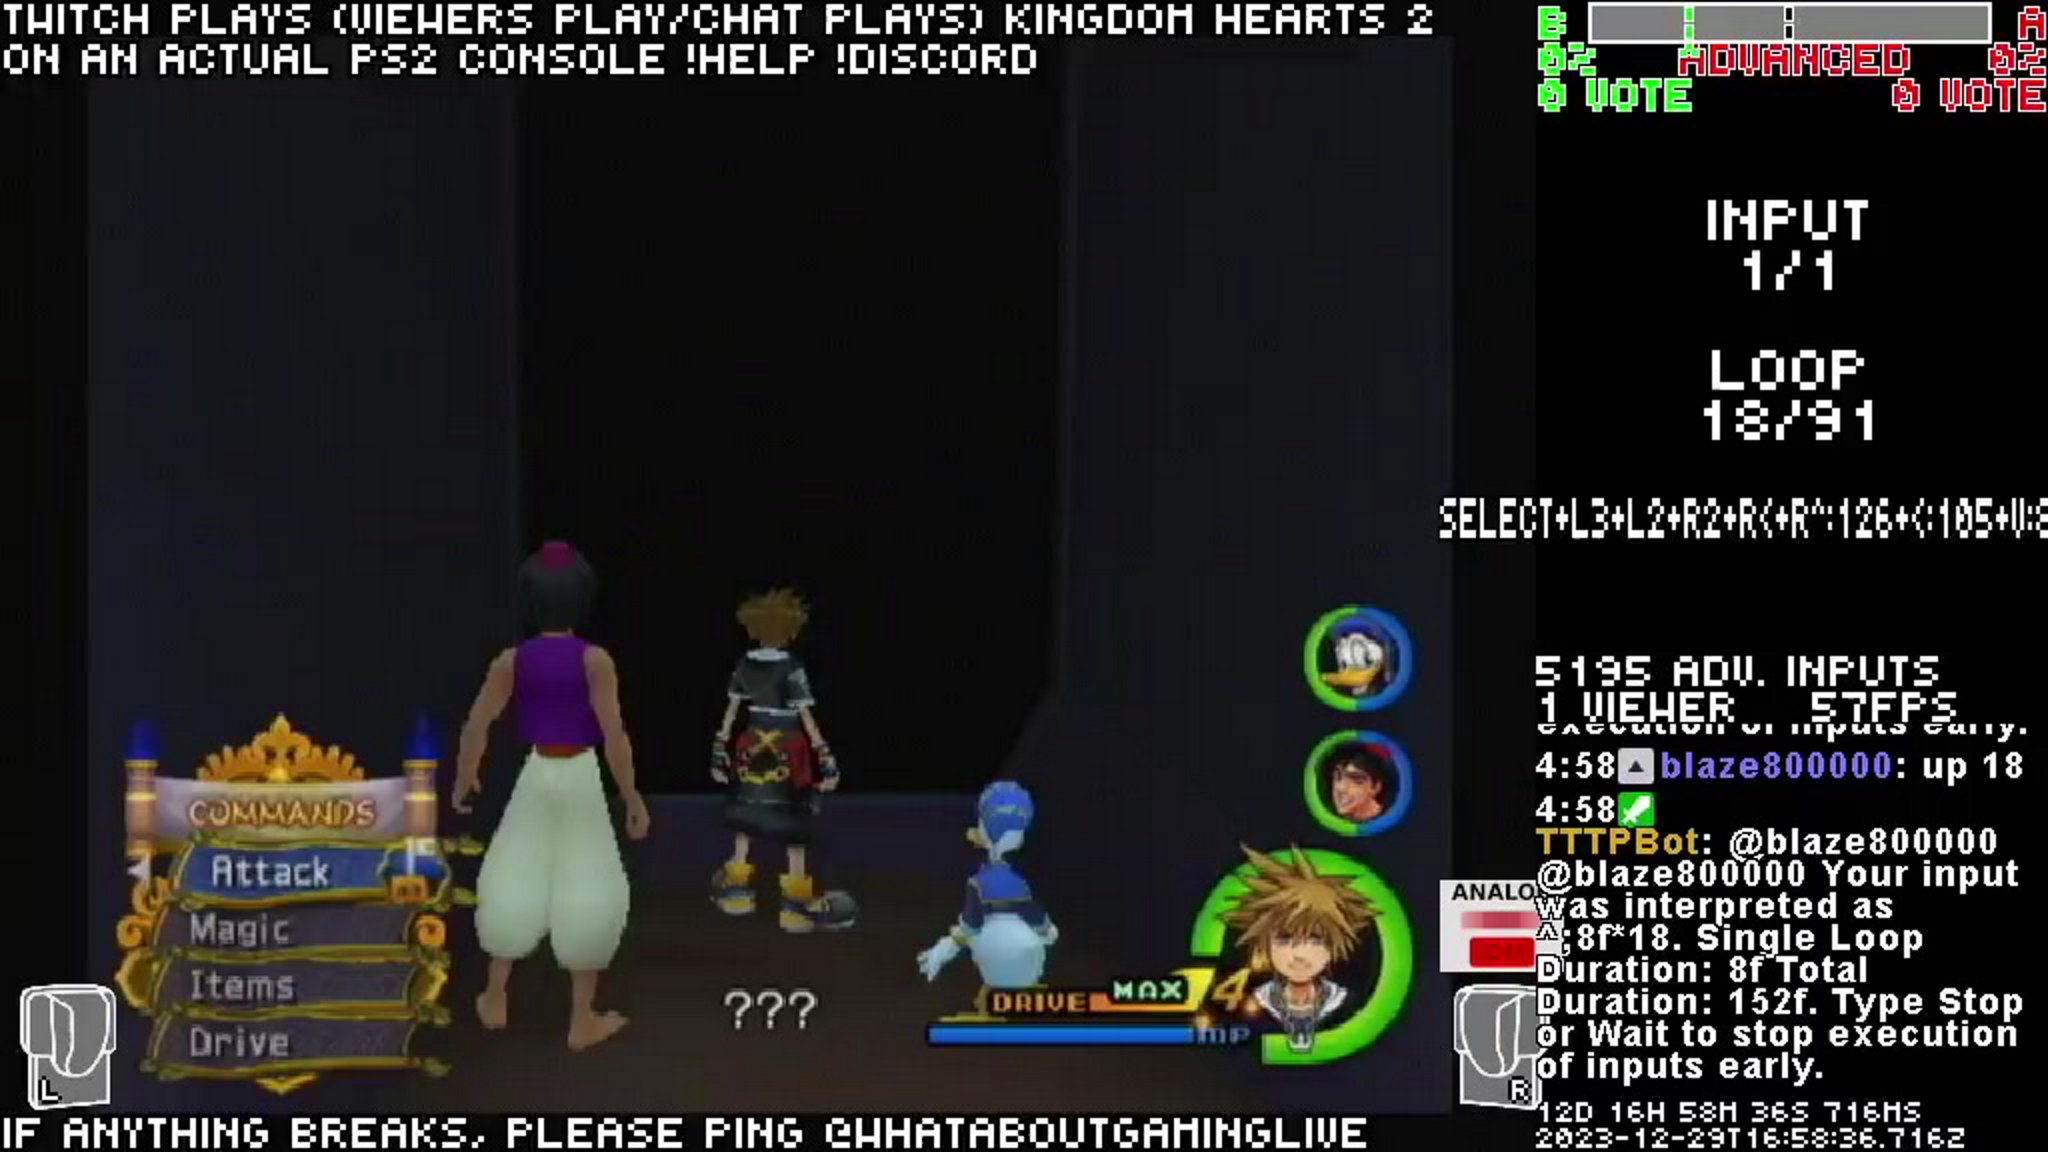 TWITCH PLAYS (VIEWERS PLAY/CHAT PLAYS) KINGDOM HEARTS 2
ON AN ACTUAL PS2 CONSOLE !HELP !DISCORD
B A
0% ADVANCED 0%
0 VOTE 0 VOTE
INPUT
1/1
LOOP
18/91
SELECT+L3+L2+R2+R<+R^:126+<:105+V:8
5195 ADV. INPUTS
1 VIEWER 57FPS
execution of inputs early.
4:58 blaze800000: up 18
4:58
TTTPBot: @blaze800000
@blaze800000 Your input
was interpreted as
^;8f*18. Single Loop
Duration: 8f Total
Duration: 152f. Type Stop
or Wait to stop execution
of inputs early.
12D 16H 58M 36S 716MS
2023-12-29T16:58:36.716Z
COMMANDS
Attack
Magic
Items
Drive
???
DRIVE MAX 4
MP
ANALO
L
R
IF ANYTHING BREAKS, PLEASE PING @WHATABOUTGAMINGLIVE